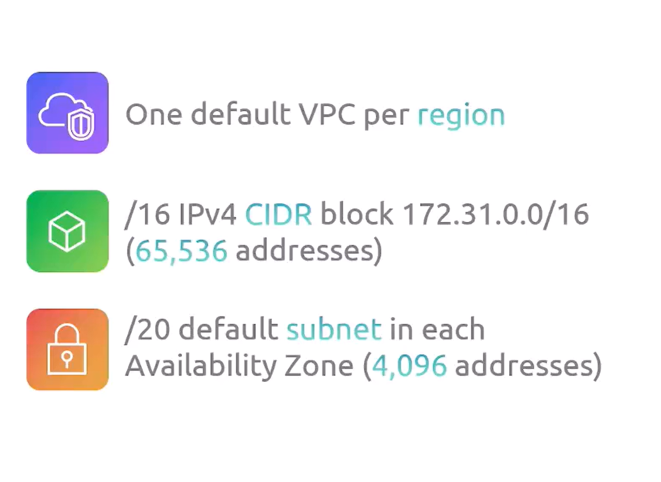 One default VPC per region
/16 IPv4 CIDR block 172.31.0.0/16
(65,536 addresses)
/20 default subnet in each
Availability Zone (4,096 addresses)